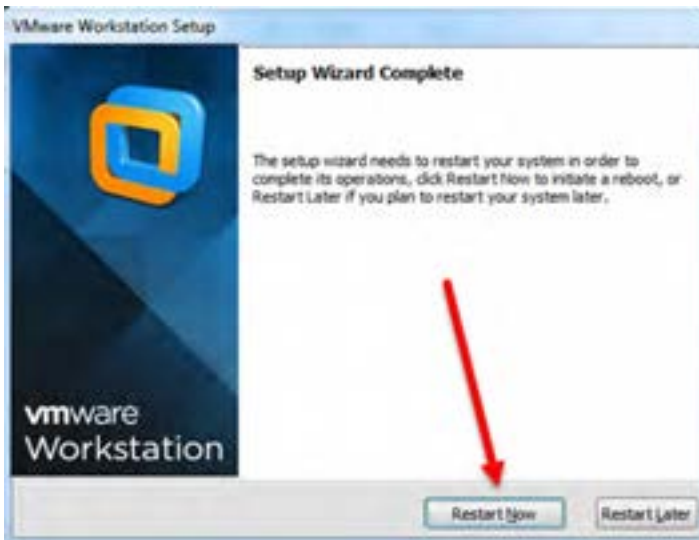 VMware Workstation Setup
Setup Wizard Complete
The setup wizard needs to restart your system in order to
complete its operations, click Restart Now to initiate a reboot, or
Restart Later if you plan to restart your system later.
vmware
Workstation
Restart Now
Restart Later